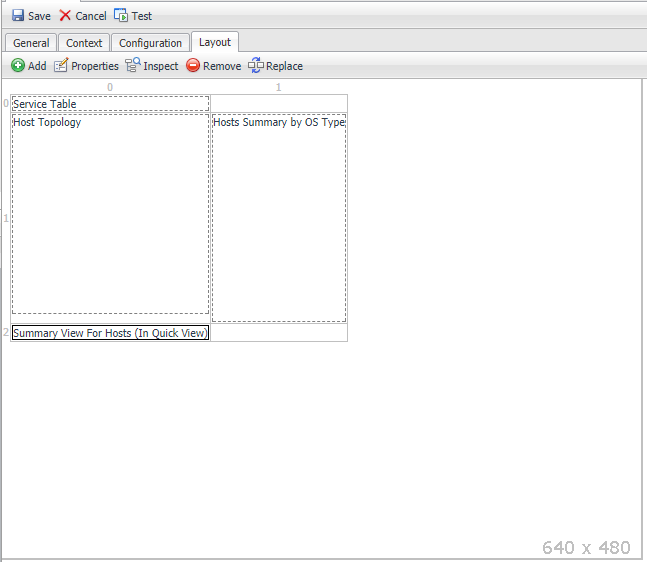 Save Cancel Test
General Context Configuration Layout
Add Properties Inspect Remove Replace
0 1
0 Service Table
Host Topology Hosts Summary by OS Type
1
2 Summary View For Hosts (In Quick View)
640 x 480